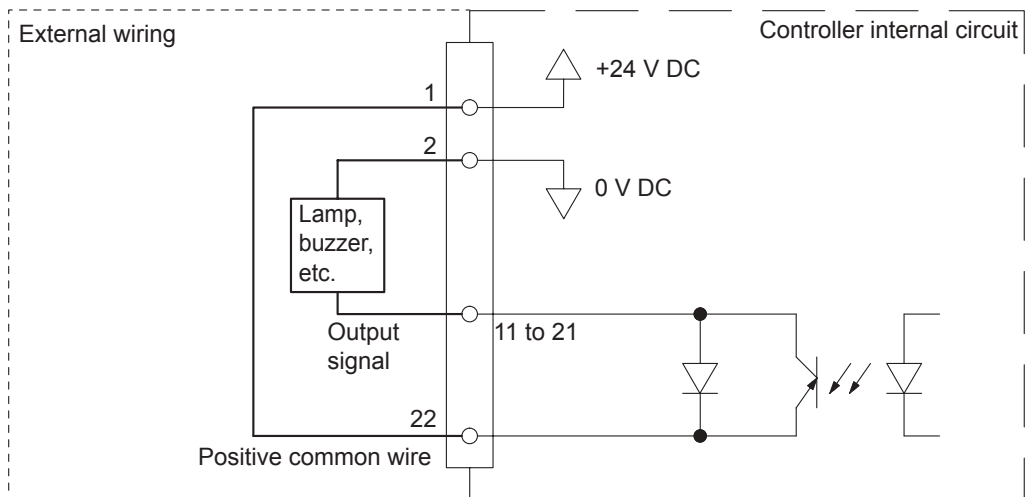 External wiring
Controller internal circuit
+24 V DC
1
2
0 V DC
Lamp,
buzzer,
etc.
Output
signal
11 to 21
22
Positive common wire